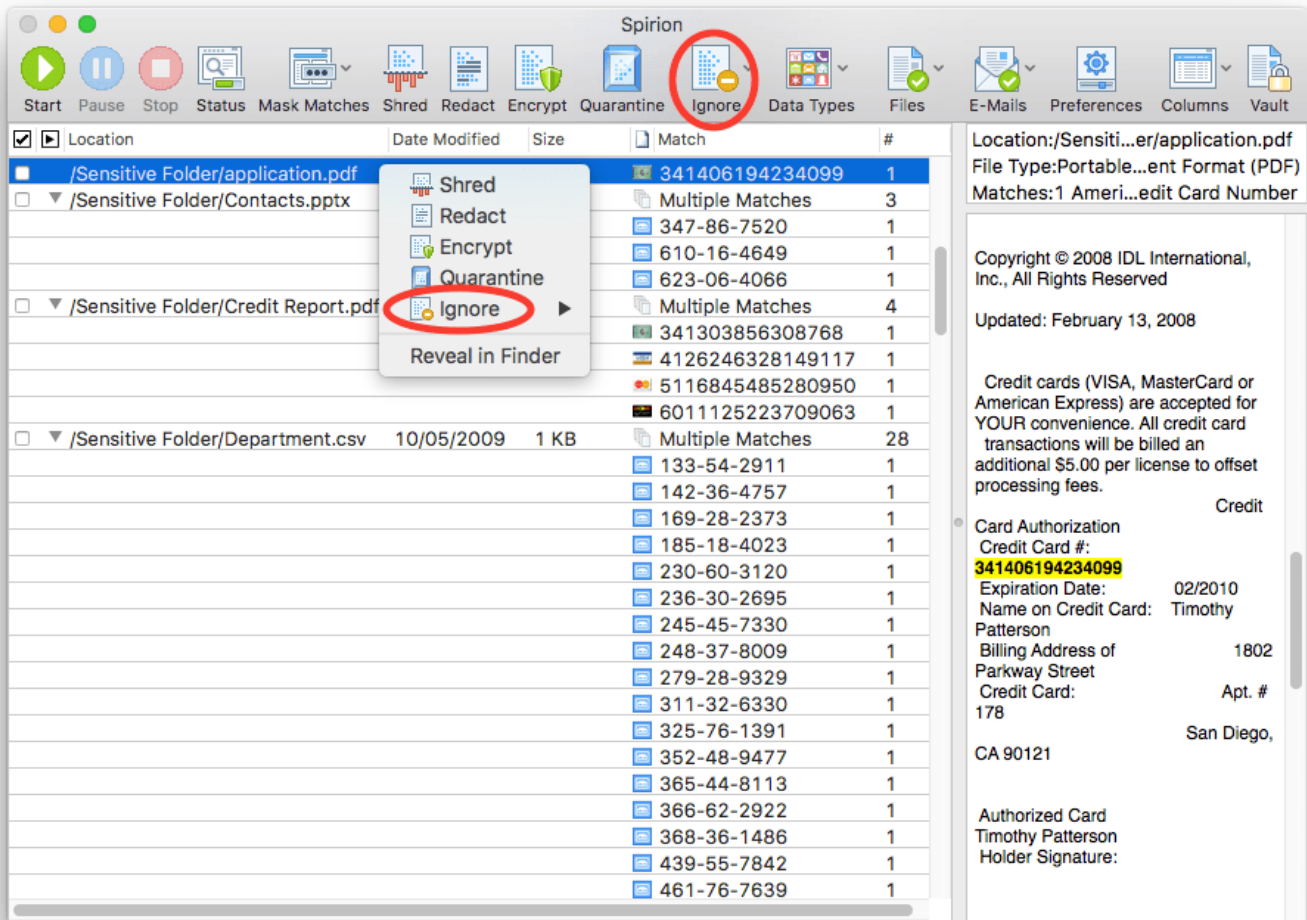 Spirion
Start Pause Stop Status Mask Matches Shred Redact Encrypt Quarantine Ignore Data Types Files E-Mails Preferences Columns Vault
Location Date Modified Size Match #
/Sensitive Folder/application.pdf 341406194234099 1
/Sensitive Folder/Contacts.pptx Multiple Matches 3
347-86-7520 1
610-16-4649 1
623-06-4066 1
/Sensitive Folder/Credit Report.pdf Multiple Matches 4
341303856308768 1
4126246328149117 1
5116845485280950 1
6011125223709063 1
/Sensitive Folder/Department.csv 10/05/2009 1 KB Multiple Matches 28
133-54-2911 1
142-36-4757 1
169-28-2373 1
185-18-4023 1
230-60-3120 1
236-30-2695 1
245-45-7330 1
248-37-8009 1
279-28-9329 1
311-32-6330 1
325-76-1391 1
352-48-9477 1
365-44-8113 1
366-62-2922 1
368-36-1486 1
439-55-7842 1
461-76-7639 1
Shred
Redact
Encrypt
Quarantine
Ignore
Reveal in Finder
Location:/Sensiti...er/application.pdf
File Type:Portable...ent Format (PDF)
Matches:1 Ameri...edit Card Number
Copyright © 2008 IDL International,
Inc., All Rights Reserved
Updated: February 13, 2008
Credit cards (VISA, MasterCard or
American Express) are accepted for
YOUR convenience. All credit card
transactions will be billed an
additional $5.00 per license to offset
processing fees.
Credit
Card Authorization
Credit Card #:
341406194234099
Expiration Date: 02/2010
Name on Credit Card: Timothy
Patterson
Billing Address of 1802
Parkway Street
Credit Card: Apt. #
178
San Diego,
CA 90121
Authorized Card
Timothy Patterson
Holder Signature: